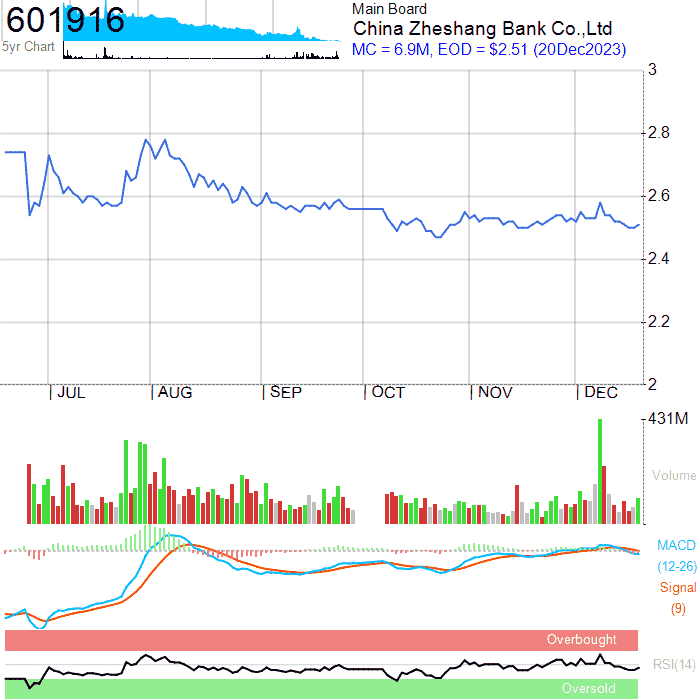 601916
5yr Chart
Main Board
China Zheshang Bank Co.,Ltd
MC = 6.9M, EOD = $2.51 (20Dec2023)
3
2.8
2.6
2.4
2.2
2
JUL AUG SEP OCT NOV DEC
431M
Volume
MACD
(12-26)
Signal
(9)
Overbought
RSI(14)
Oversold